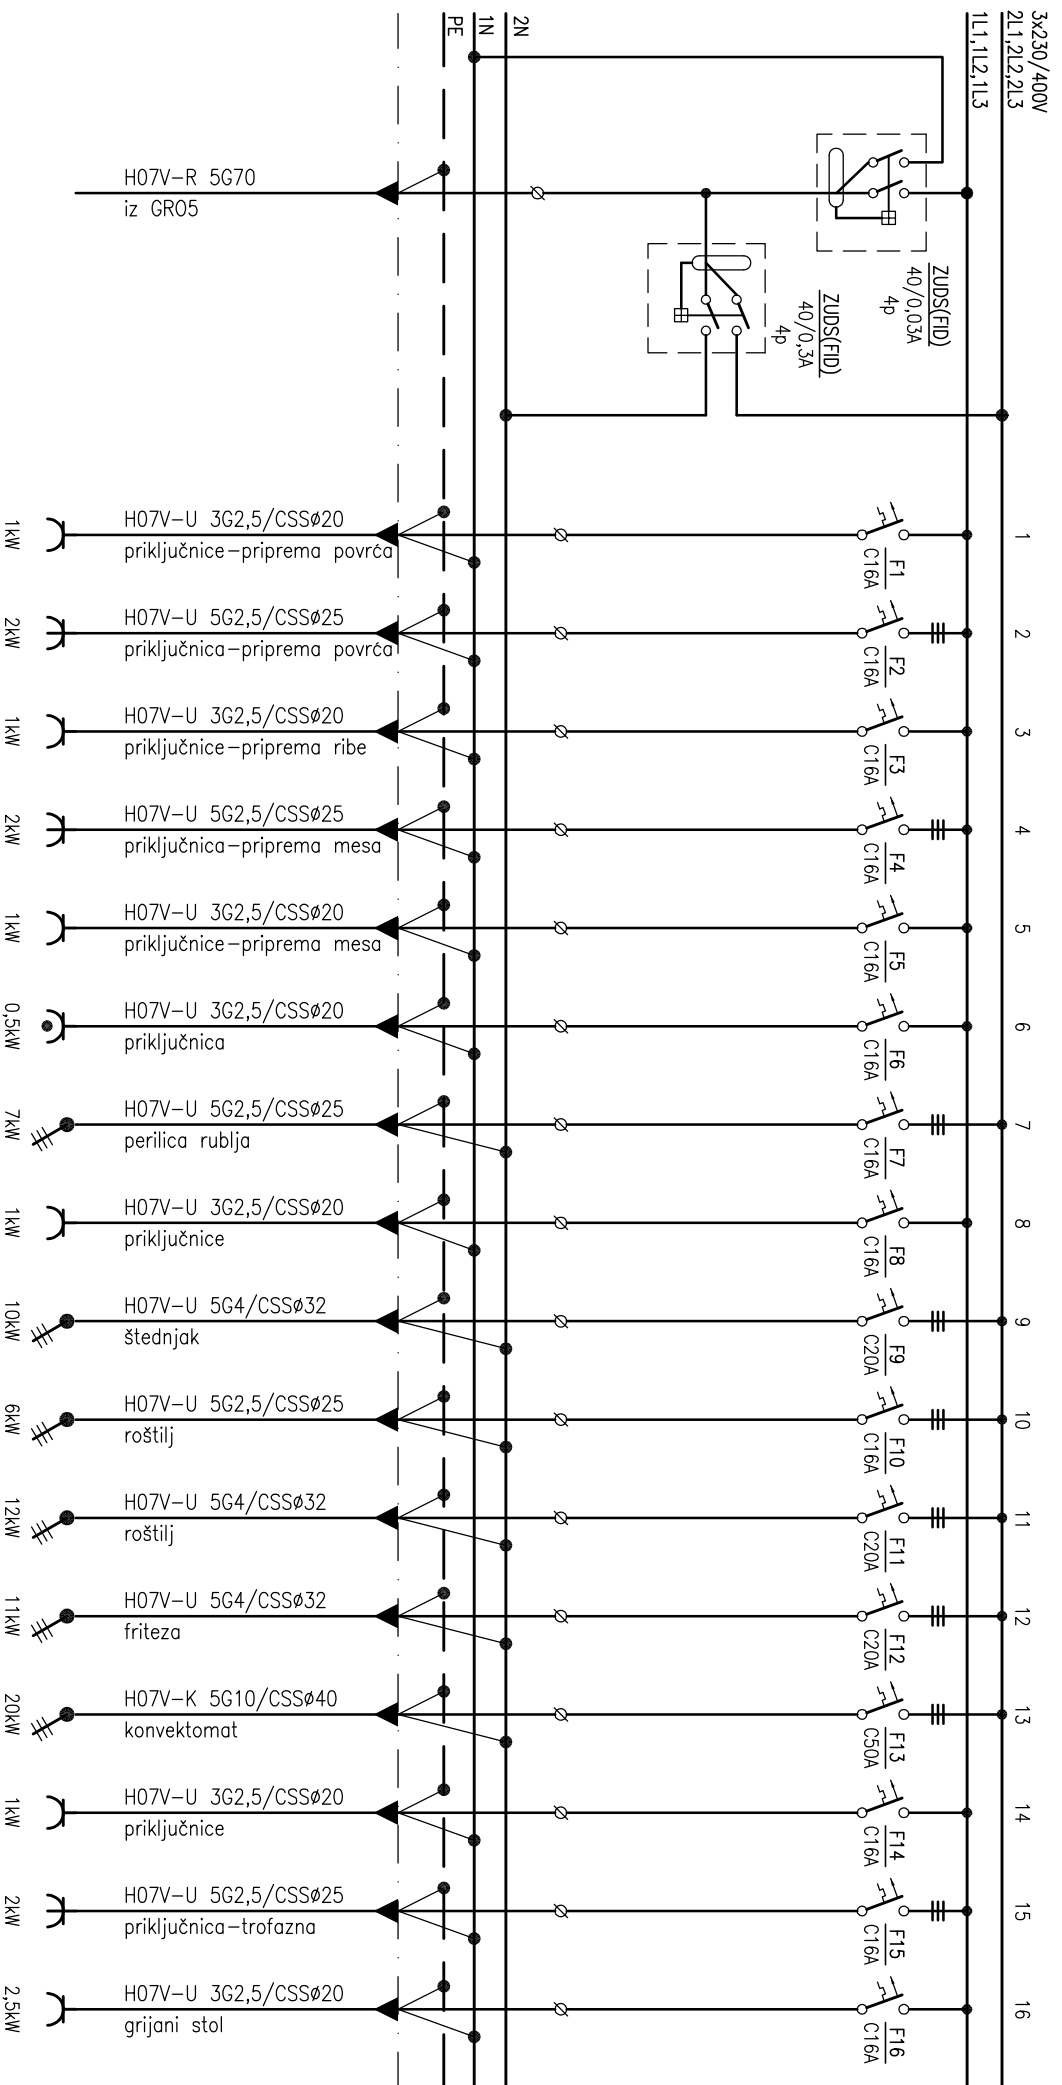 3x230/400V
2L1,2L2,2L3
1L1,1L2,1L3
2N
1N
PE
H07V-R 5G70
iz GRO5
ZUDS(FID)
40/0,03A
4p
ZUDS(FID)
40/0,3A
4p
1
F1
C16A
H07V-U 3G2,5/CSSø20
priključnice-priprema povrća
1kW
2
F2
C16A
H07V-U 5G2,5/CSSø25
priključnica-priprema povrća
2kW
3
F3
C16A
H07V-U 3G2,5/CSSø20
priključnice-priprema ribe
1kW
4
F4
C16A
H07V-U 5G2,5/CSSø25
priključnica-priprema mesa
2kW
5
F5
C16A
H07V-U 3G2,5/CSSø20
priključnice-priprema mesa
1kW
6
F6
C16A
H07V-U 3G2,5/CSSø20
priključnica
0,5kW
7
F7
C16A
H07V-U 5G2,5/CSSø25
perilica rublja
7kW
8
F8
C16A
H07V-U 3G2,5/CSSø20
priključnice
1kW
9
F9
C20A
H07V-U 5G4/CSSø32
štednjak
10kW
10
F10
C16A
H07V-U 5G2,5/CSSø25
roštilj
6kW
11
F11
C20A
H07V-U 5G4/CSSø32
roštilj
12kW
12
F12
C20A
H07V-U 5G4/CSSø32
friteza
11kW
13
F13
C50A
H07V-K 5G10/CSSø40
konvektomat
20kW
14
F14
C16A
H07V-U 3G2,5/CSSø20
priključnice
1kW
15
F15
C16A
H07V-U 5G2,5/CSSø25
priključnica-trofazna
2kW
16
F16
C16A
H07V-U 3G2,5/CSSø20
grijani stol
2,5kW